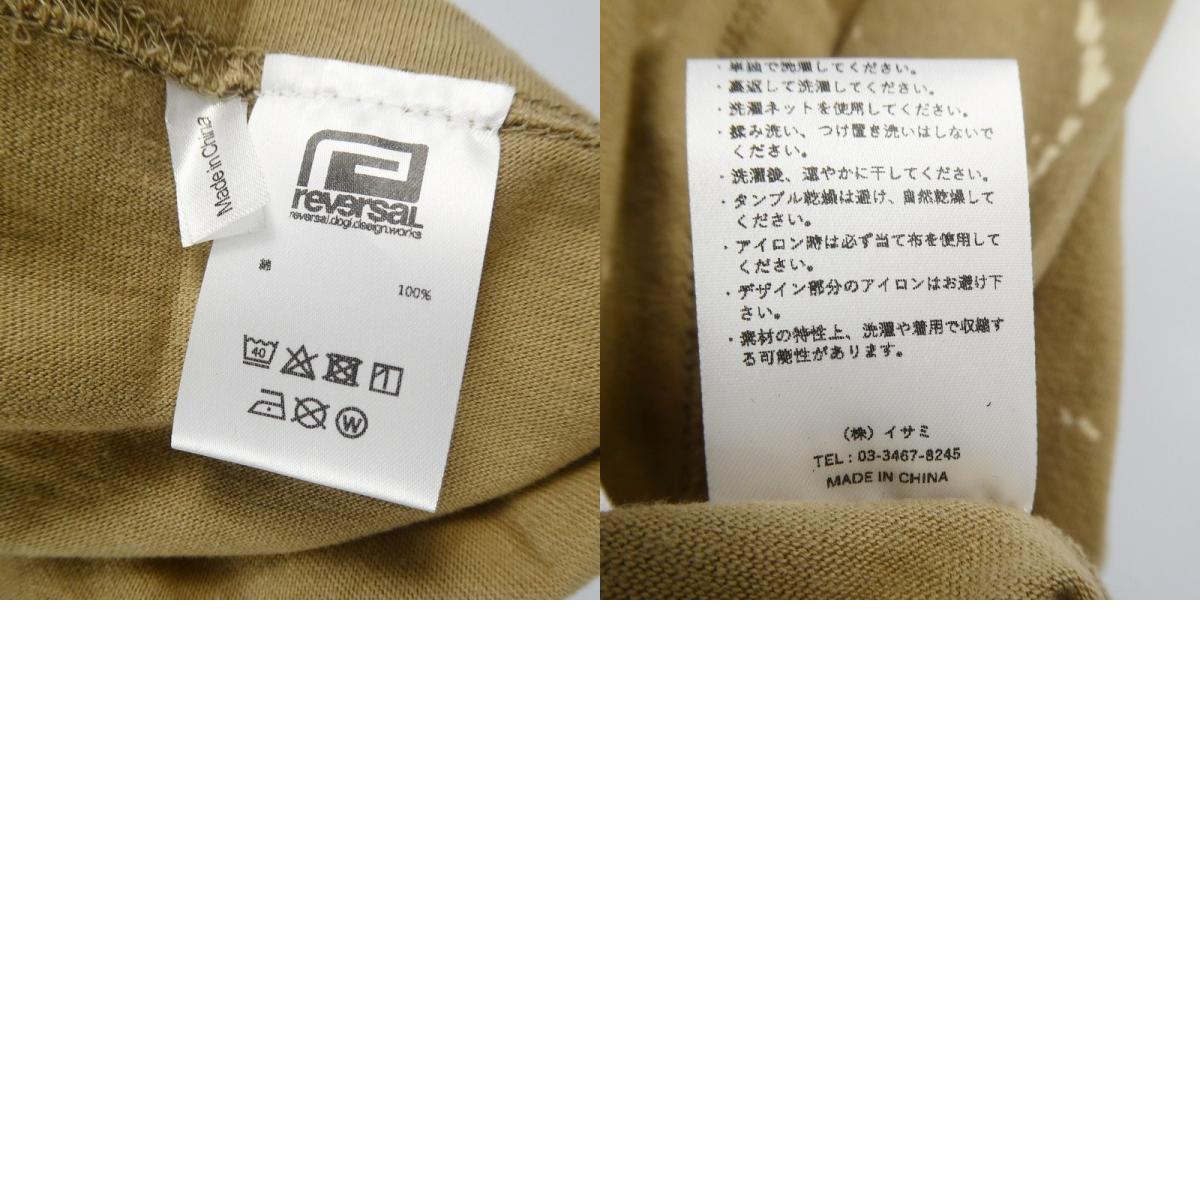 Made in China
reversal
reversal.dogi.design.works
綿
100%
40
W
・単独で洗濯してください。
・裏返して洗濯してください。
・洗濯ネットを使用してください。
・揉み洗い、つけ置き洗いはしないで
ください。
・洗濯後、速やかに干してください。
・タンブル乾燥は避け、自然乾燥して
ください。
・アイロン時は必ず当て布を使用して
ください。
・デザイン部分のアイロンはお避け下
さい。
・素材の特性上、洗濯や着用で収縮す
る可能性があります。
(株)イサミ
TEL : 03-3467-8245
MADE IN CHINA